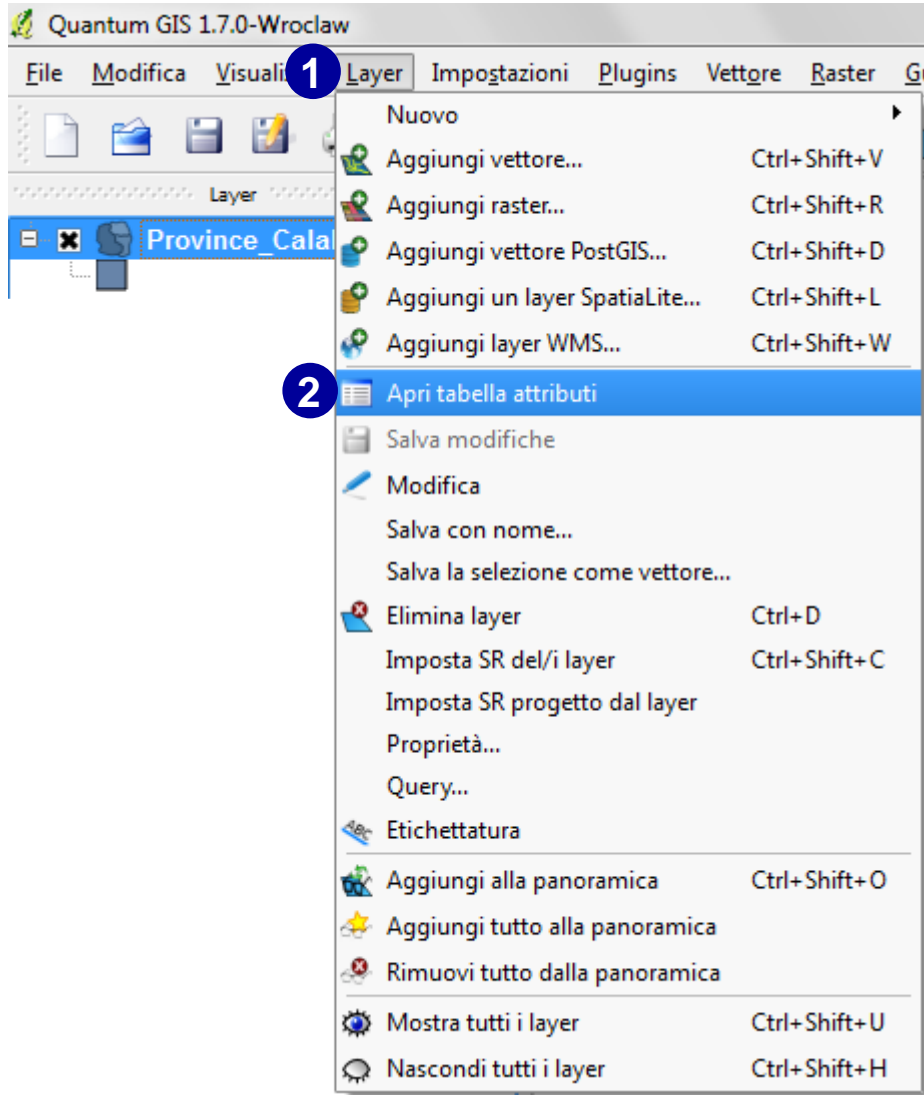 Quantum GIS 1.7.0-Wroclaw
File Modifica 1 Layer Impostazioni Plugins Vettore Raster
Nuovo
Aggiungi vettore... Ctrl+Shift+V
Layer
Aggiungi raster... Ctrl+Shift+R
Aggiungi vettore PostGIS... Ctrl+Shift+D
Aggiungi un layer SpatiaLite... Ctrl+Shift+L
Aggiungi layer WMS... Ctrl+Shift+W
2 Apri tabella attributi
Salva modifiche
Modifica
Salva con nome...
Salva la selezione come vettore...
Elimina layer Ctrl+D
Imposta SR del/i layer Ctrl+Shift+C
Imposta SR progetto dal layer
Proprietà...
Query...
ABC Etichettatura
Aggiungi alla panoramica Ctrl+Shift+O
Aggiungi tutto alla panoramica
Rimuovi tutto dalla panoramica
Mostra tutti i layer Ctrl+Shift+U
Nascondi tutti i layer Ctrl+Shift+H